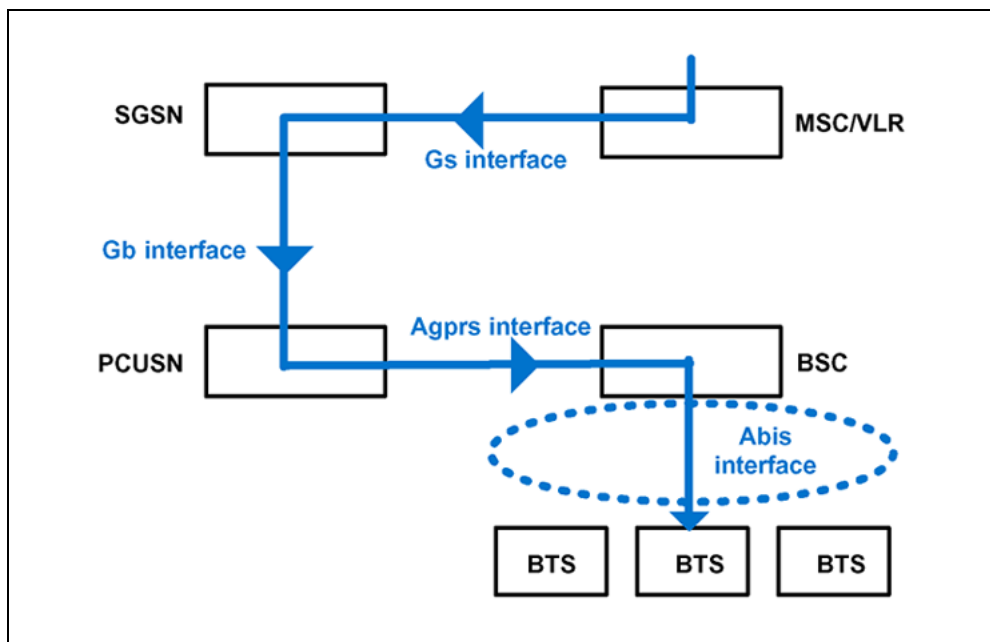 SGSN
MSC/VLR
Gs interface
Gb interface
Agprs interface
PCUSN
BSC
Abis
interface
BTS
BTS
BTS